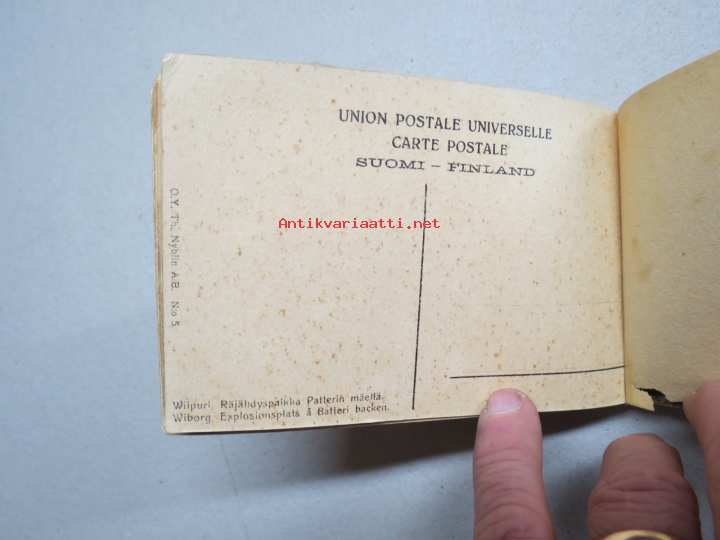 UNION POSTALE UNIVERSELLE
CARTE POSTALE
SUOMI – FINLAND
Antikvariaatti.net
O.Y. Th. Nyblin A.B. N:o 5.
Wiipuri. Räjähdyspaikka Patterin mäellä.
Wiborg. Explosionsplats å Batteri backen.